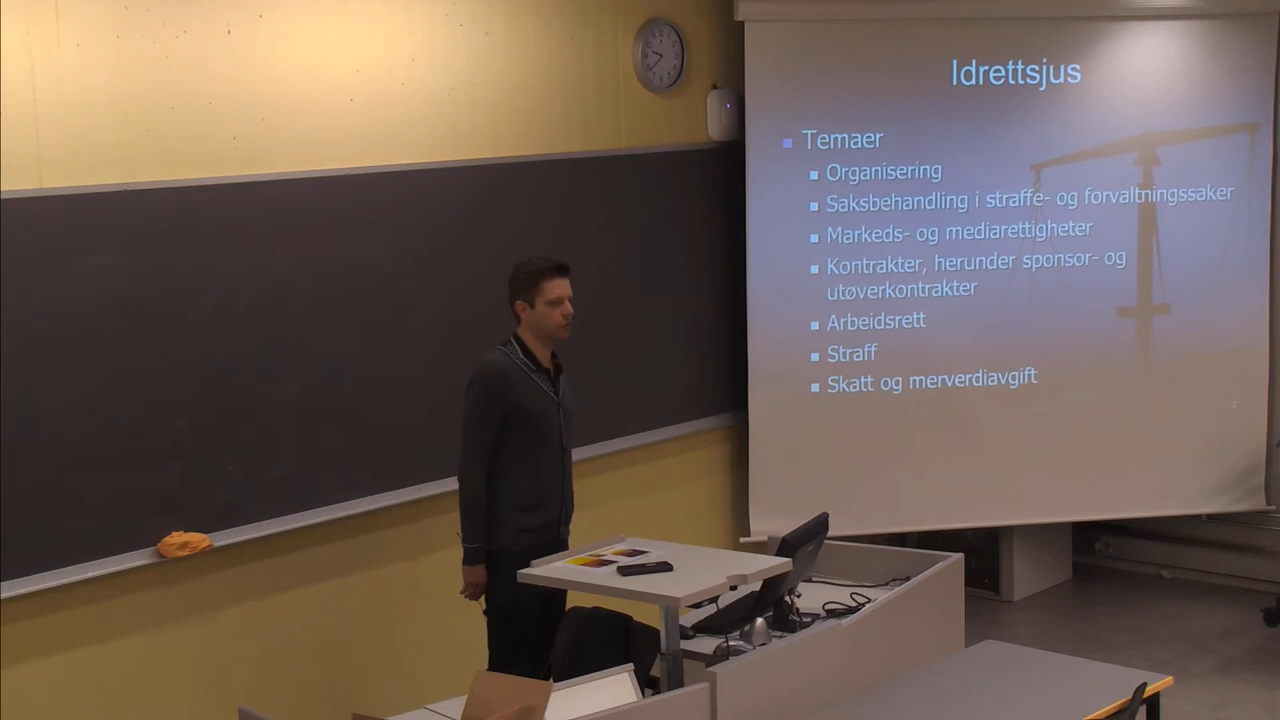 Idrettsjus
Temaer
Organisering
Saksbehandling i straffe- og forvaltningssaker
Markeds- og mediarettigheter
Kontrakter, herunder sponsor- og
utøverkontrakter
Arbeidsrett
Straff
Skatt og merverdiavgift